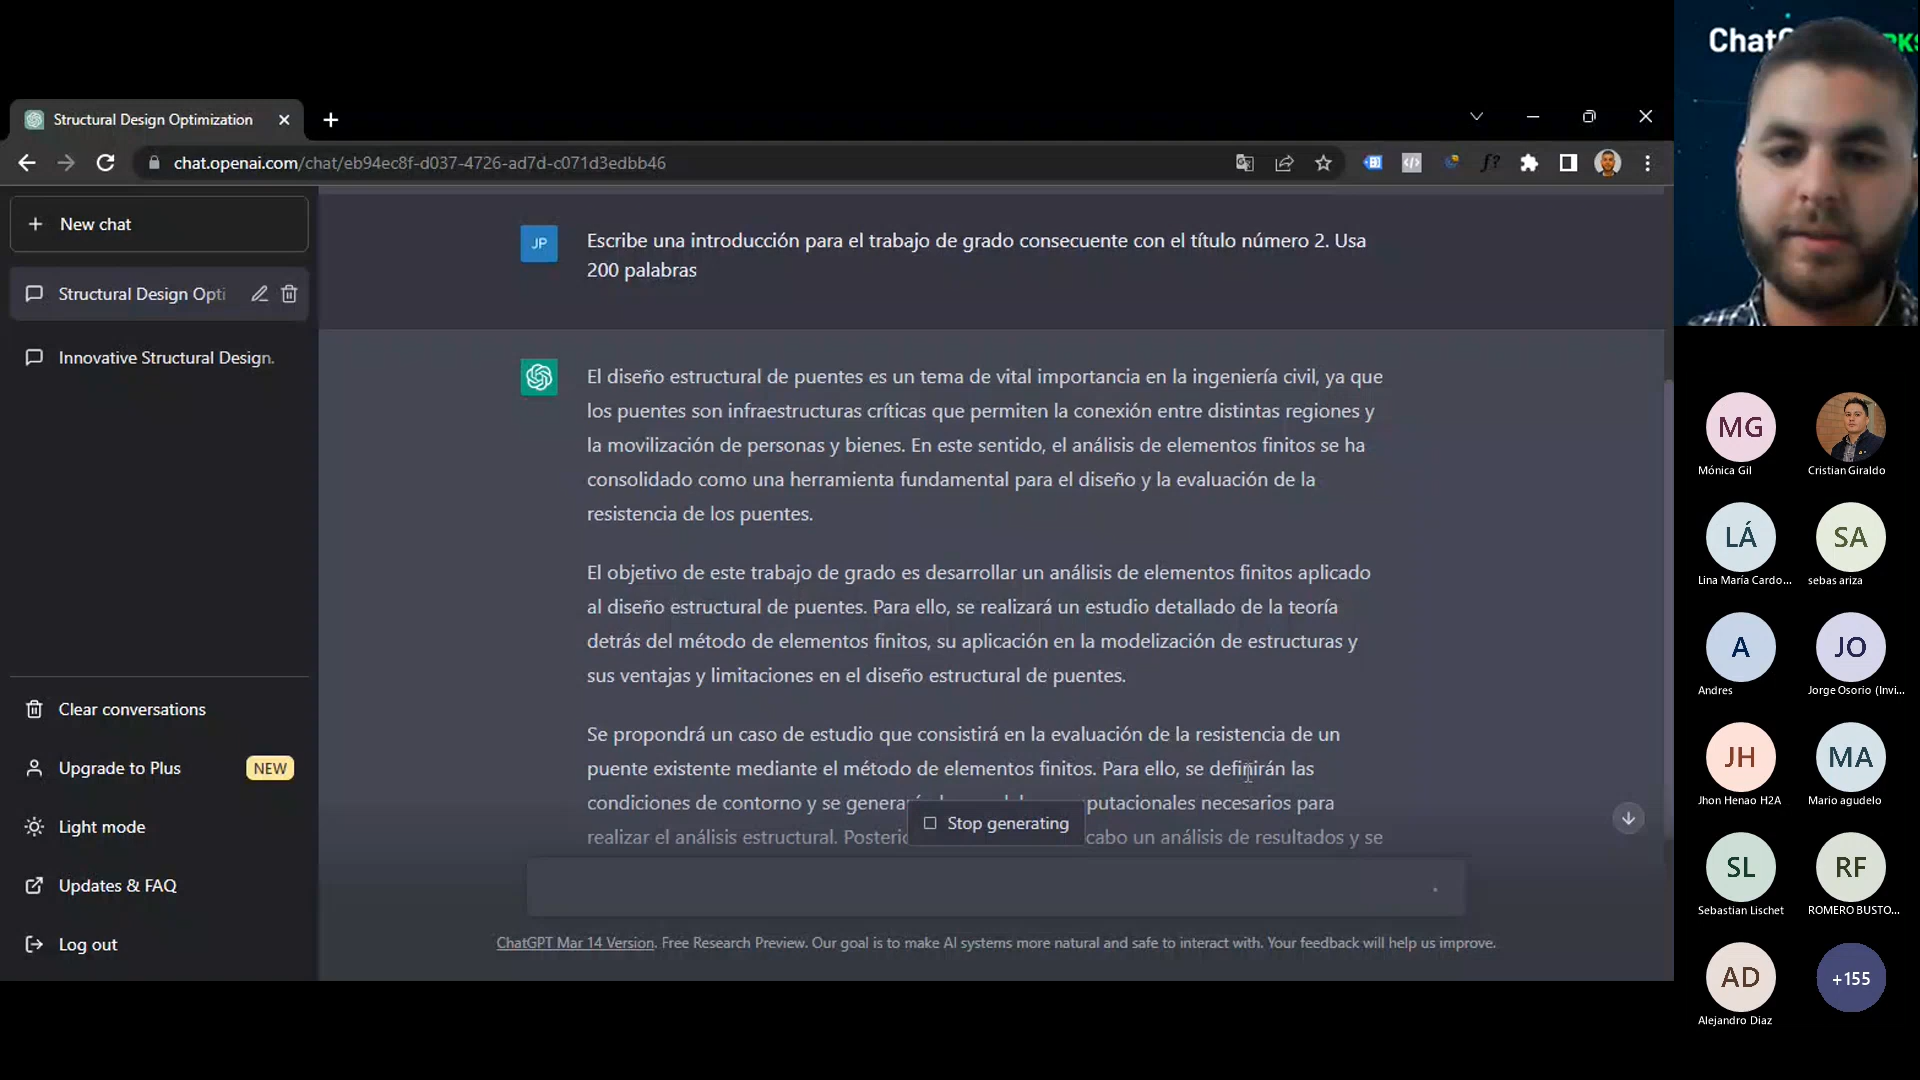 Structural Design Optimization
chat.openai.com/chat/eb94ec8f-d037-4726-ad7d-c071d3edbb46
New chat
Structural Design Opti
Innovative Structural Design.
Clear conversations
Upgrade to Plus
NEW
Light mode
Updates & FAQ
Log out
JP
Escribe una introducción para el trabajo de grado consecuente con el título número 2. Usa
200 palabras
El diseño estructural de puentes es un tema de vital importancia en la ingeniería civil, ya que
los puentes son infraestructuras críticas que permiten la conexión entre distintas regiones y
la movilización de personas y bienes. En este sentido, el análisis de elementos finitos se ha
consolidado como una herramienta fundamental para el diseño y la evaluación de la
resistencia de los puentes.
El objetivo de este trabajo de grado es desarrollar un análisis de elementos finitos aplicado
al diseño estructural de puentes. Para ello, se realizará un estudio detallado de la teoría
detrás del método de elementos finitos, su aplicación en la modelización de estructuras y
sus ventajas y limitaciones en el diseño estructural de puentes.
Se propondrá un caso de estudio que consistirá en la evaluación de la resistencia de un
puente existente mediante el método de elementos finitos. Para ello, se definirán las
condiciones de contorno y se putacionales necesarios para
realizar el análisis estructural. cabo un análisis de resultados y se
Stop generating
ChatGPT Mar 14 Version. Free Research Preview. Our goal is to make AI systems more natural and safe to interact with. Your feedback will help us improve.
f?
Chat
MG
Mónica Gil
Cristian Giraldo
LÁ
Lina María Cardo...
SA
sebas ariza
A
Andres
JO
Jorge Osorio (Invi...
JH
Jhon Henao H2A
MA
Mario agudelo
SL
Sebastian Lischet
RF
ROMERO BUSTO...
AD
Alejandro Diaz
+155